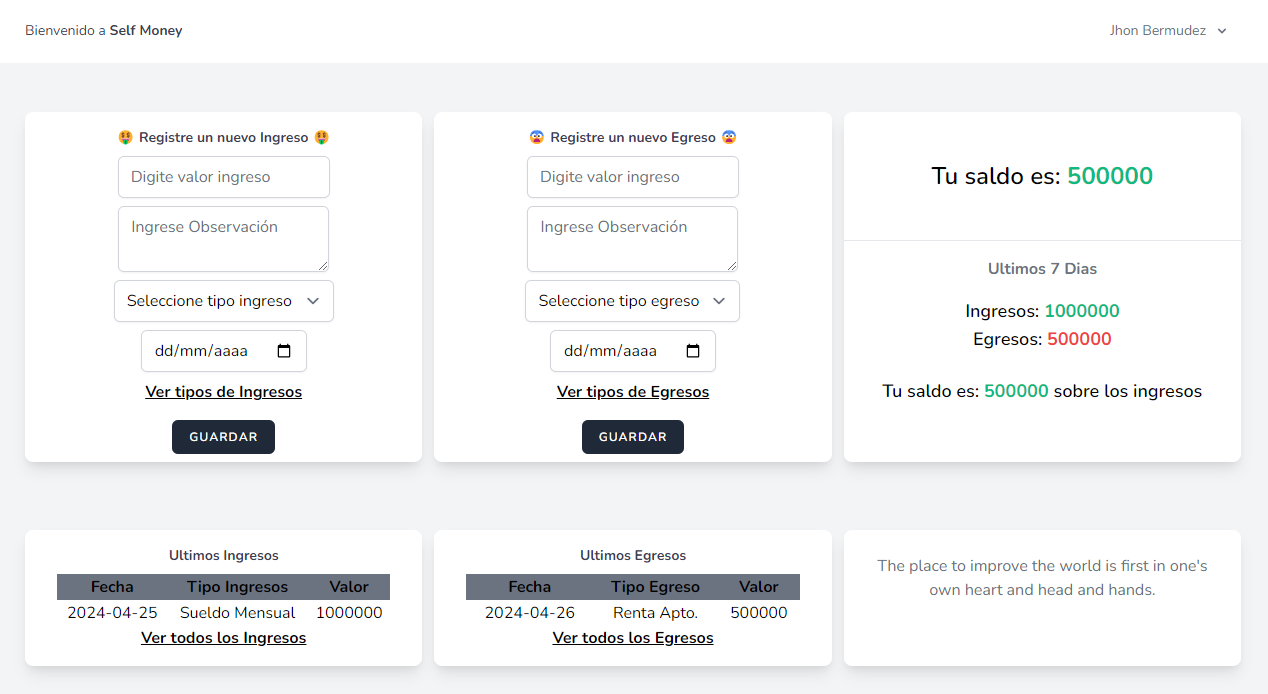 Bienvenido a Self Money
Jhon Bermudez
🤑 Registre un nuevo Ingreso 🤑
Digite valor ingreso
Ingrese Observación
Seleccione tipo ingreso
dd/mm/aaaa
Ver tipos de Ingresos
GUARDAR
😱 Registre un nuevo Egreso 😱
Digite valor ingreso
Ingrese Observación
Seleccione tipo egreso
dd/mm/aaaa
Ver tipos de Egresos
GUARDAR
Tu saldo es: 500000
Ultimos 7 Dias
Ingresos: 1000000
Egresos: 500000
Tu saldo es: 500000 sobre los ingresos
Ultimos Ingresos
Fecha Tipo Ingresos Valor
2024-04-25 Sueldo Mensual 1000000
Ver todos los Ingresos
Ultimos Egresos
Fecha Tipo Egreso Valor
2024-04-26 Renta Apto. 500000
Ver todos los Egresos
The place to improve the world is first in one's
own heart and head and hands.